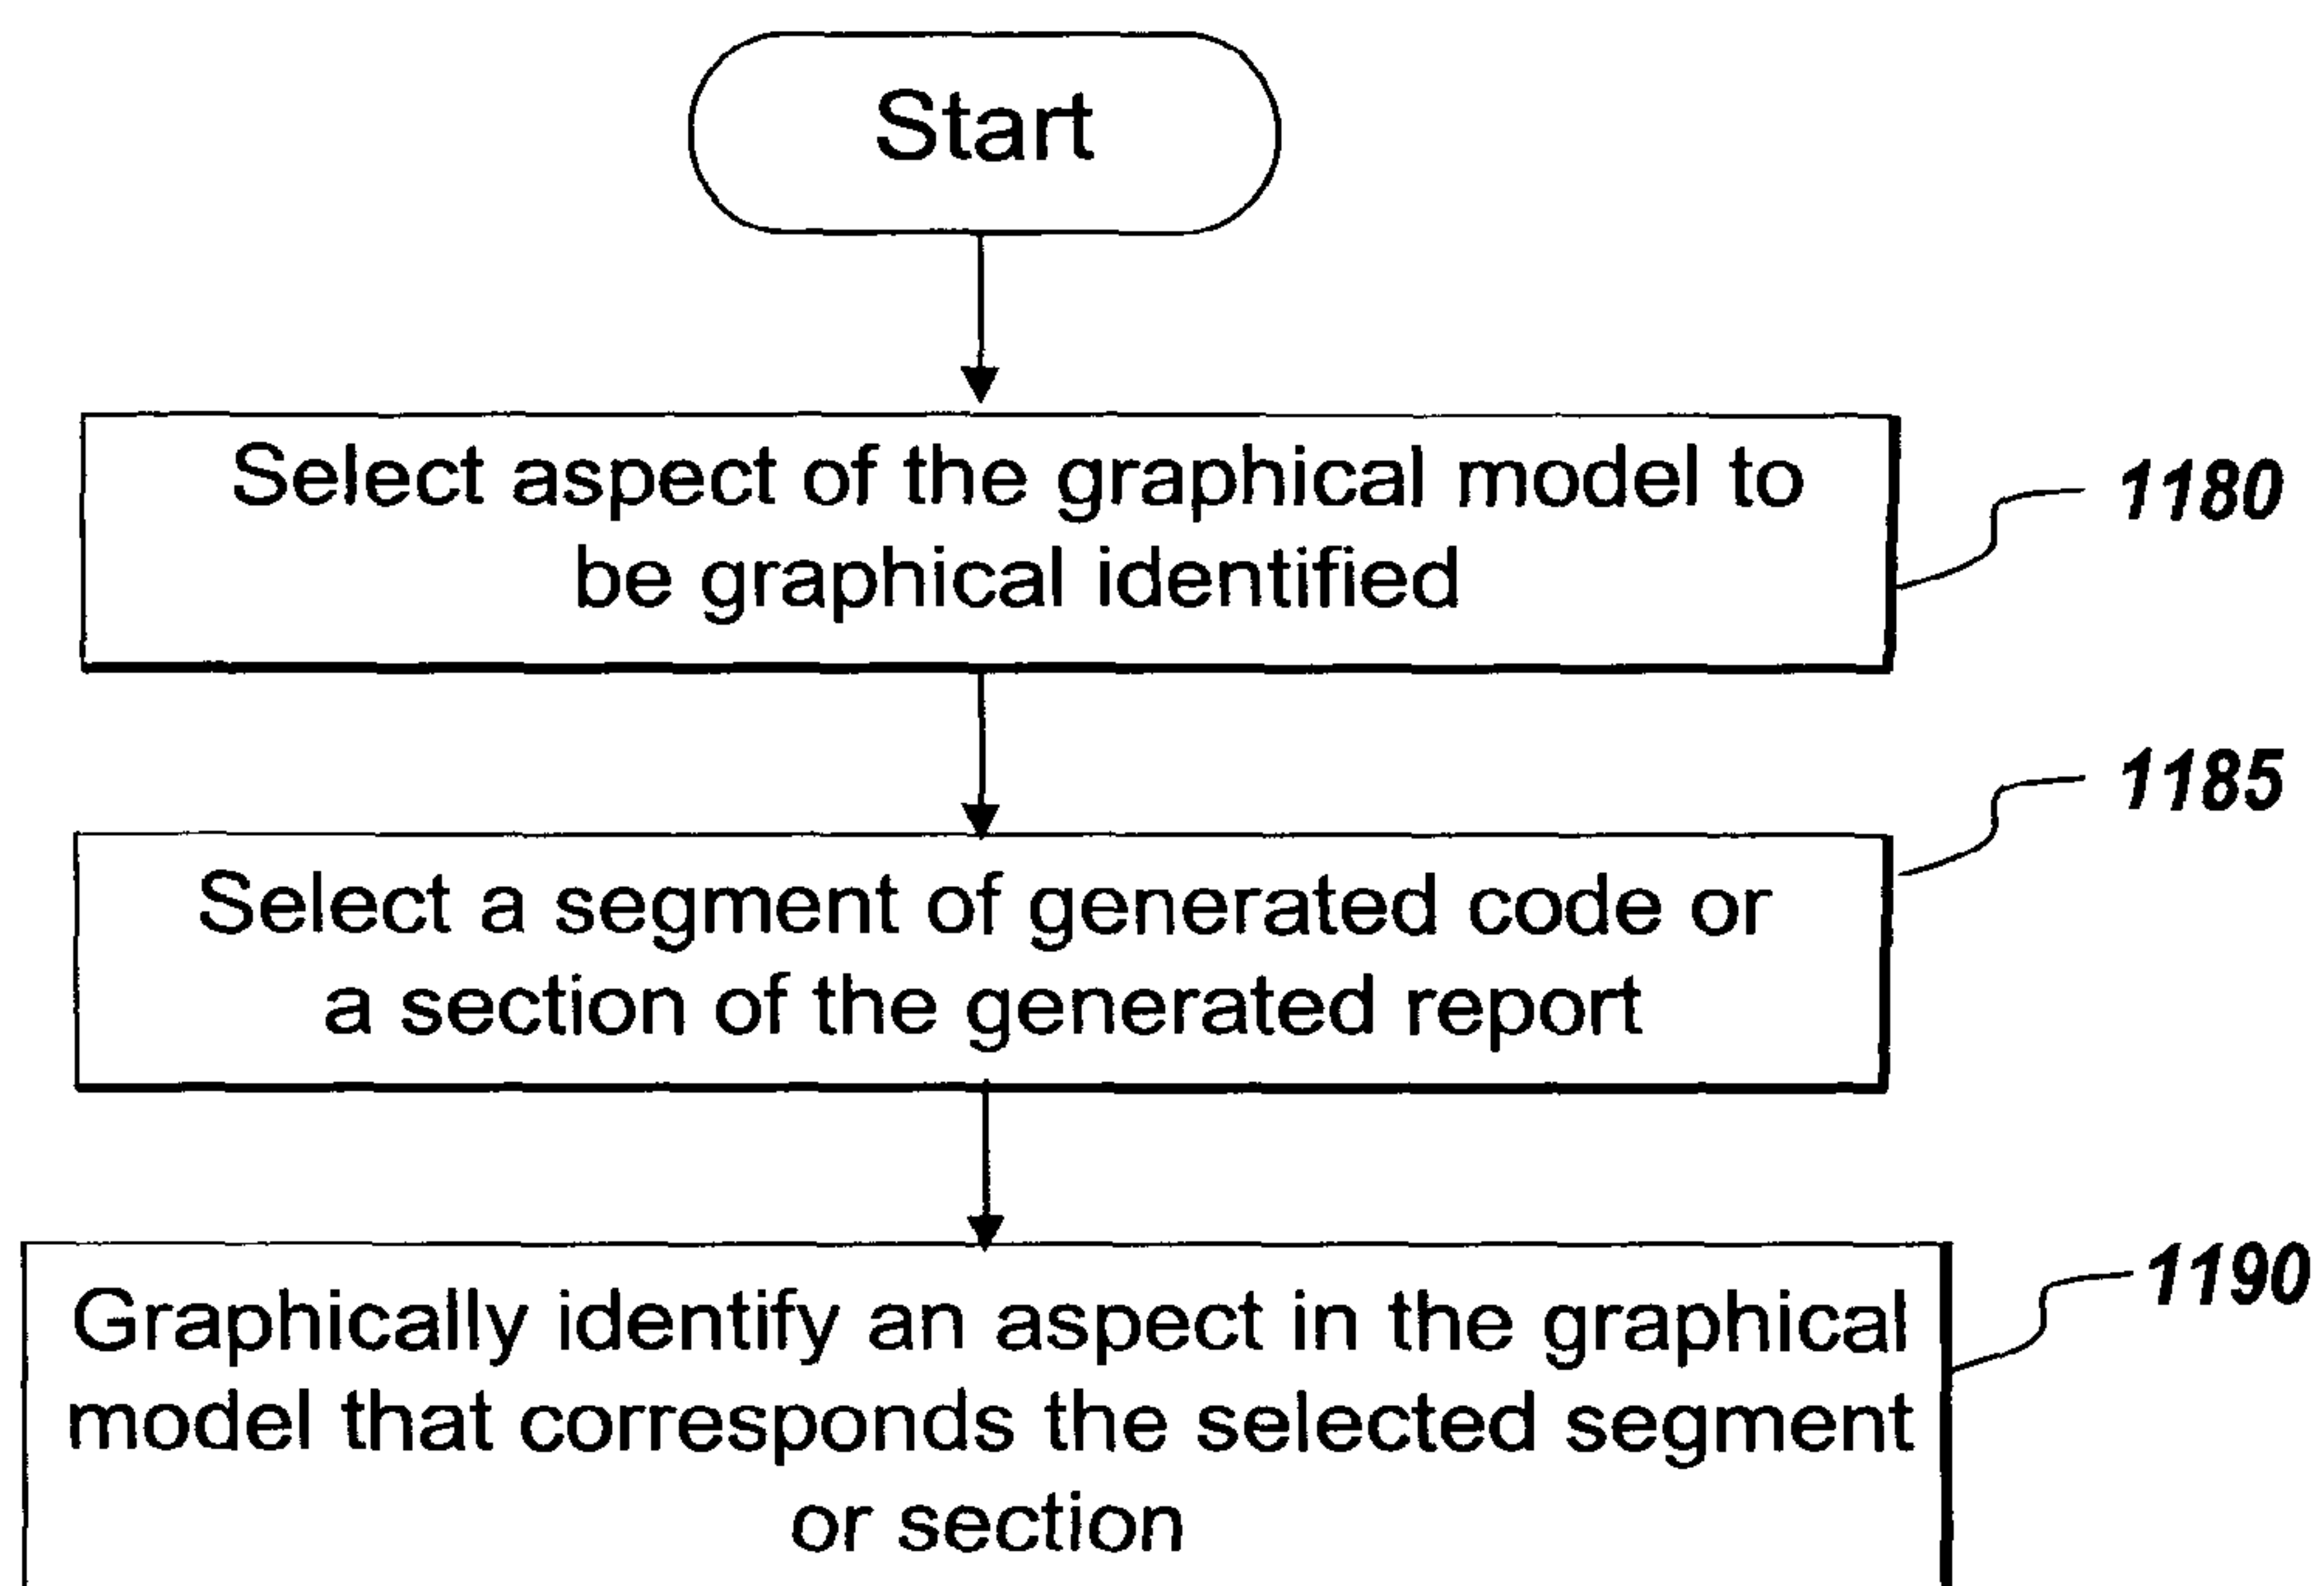 Start
Select aspect of the graphical model to
be graphical identified
1180
1185
Select a segment of generated code or
a section of the generated report
1190
Graphically identify an aspect in the graphical
model that corresponds the selected segment
or section